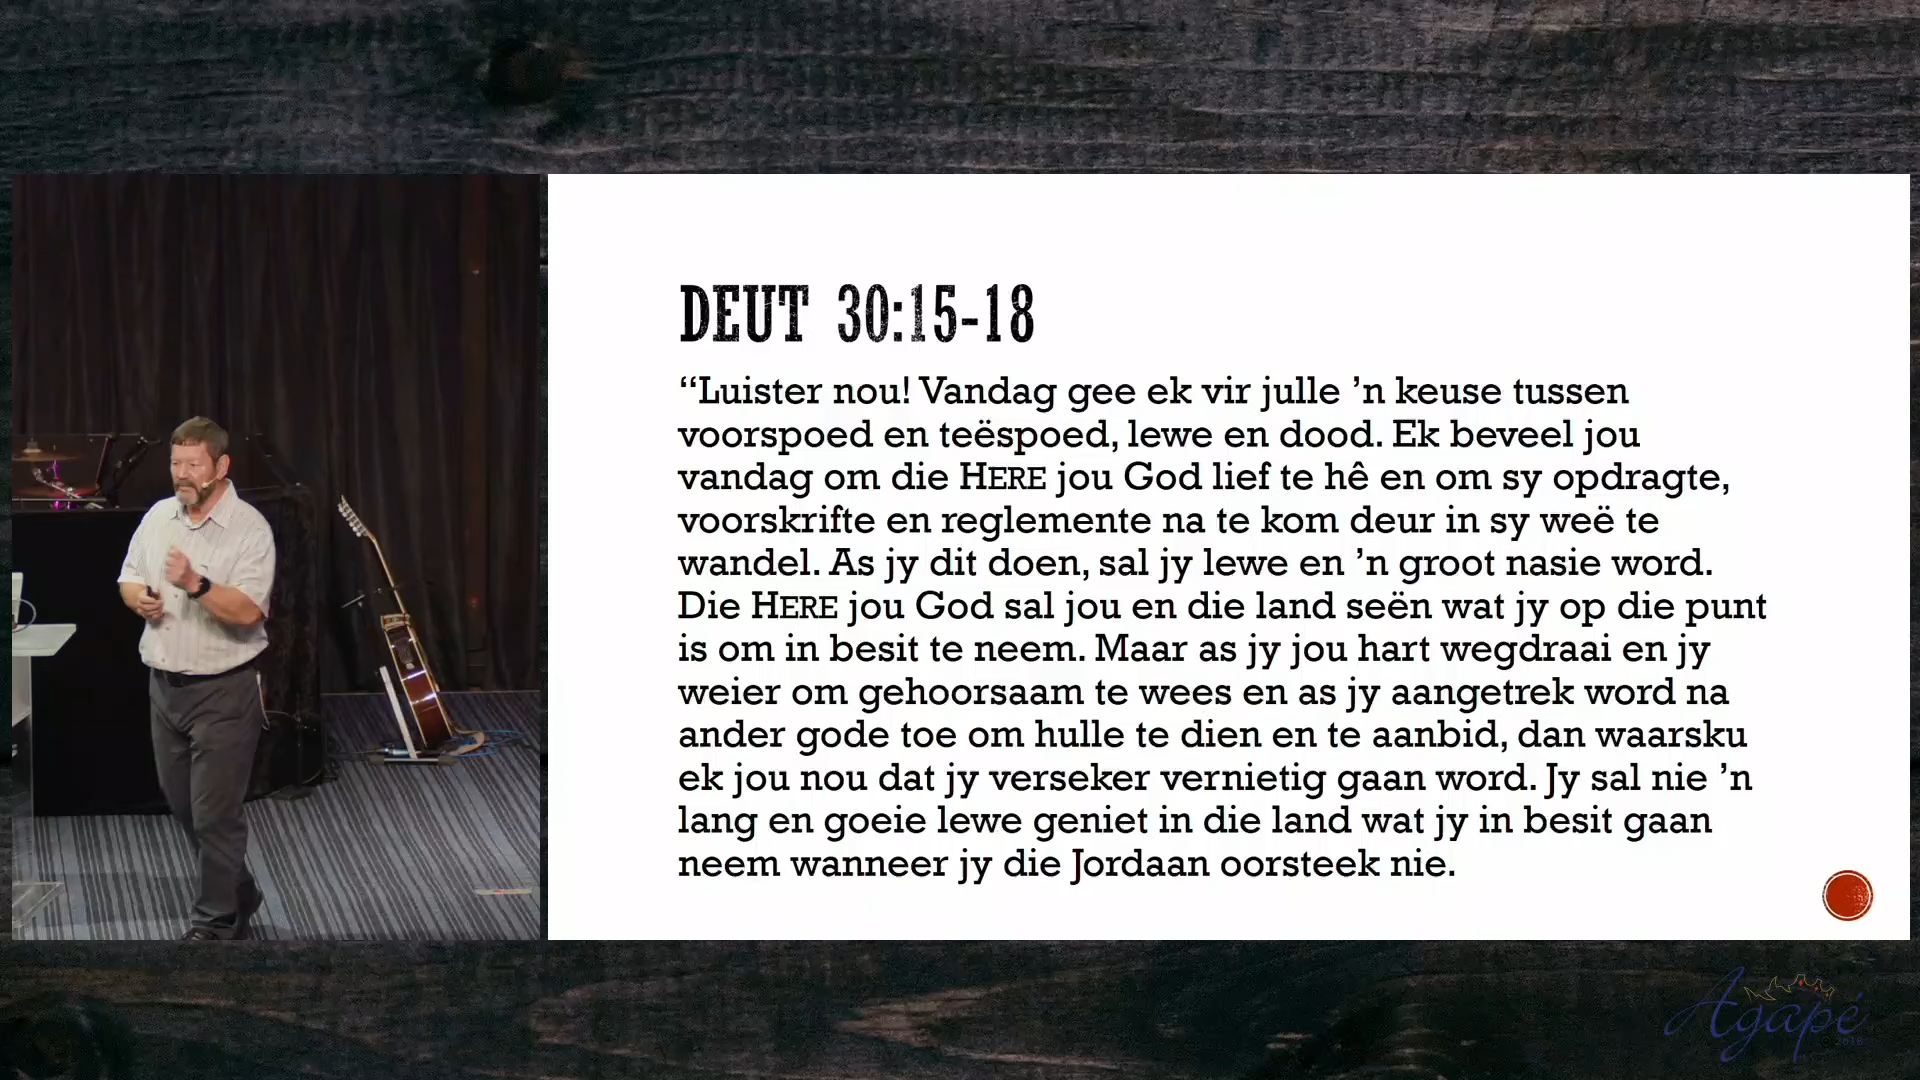 DEUT 30:15-18
“Luister nou! Vandag gee ek vir julle ’n keuse tussen
voorspoed en teëspoed, lewe en dood. Ek beveel jou
vandag om die HERE jou God lief te hê en om sy opdragte,
voorskrifte en reglemente na te kom deur in sy weë te
wandel. As jy dit doen, sal jy lewe en ’n groot nasie word.
Die HERE jou God sal jou en die land seën wat jy op die punt
is om in besit te neem. Maar as jy jou hart wegdraai en jy
weier om gehoorsaam te wees en as jy aangetrek word na
ander gode toe om hulle te dien en te aanbid, dan waarsku
ek jou nou dat jy verseker vernietig gaan word. Jy sal nie ’n
lang en goeie lewe geniet in die land wat jy in besit gaan
neem wanneer jy die Jordaan oorsteek nie.
Agapé